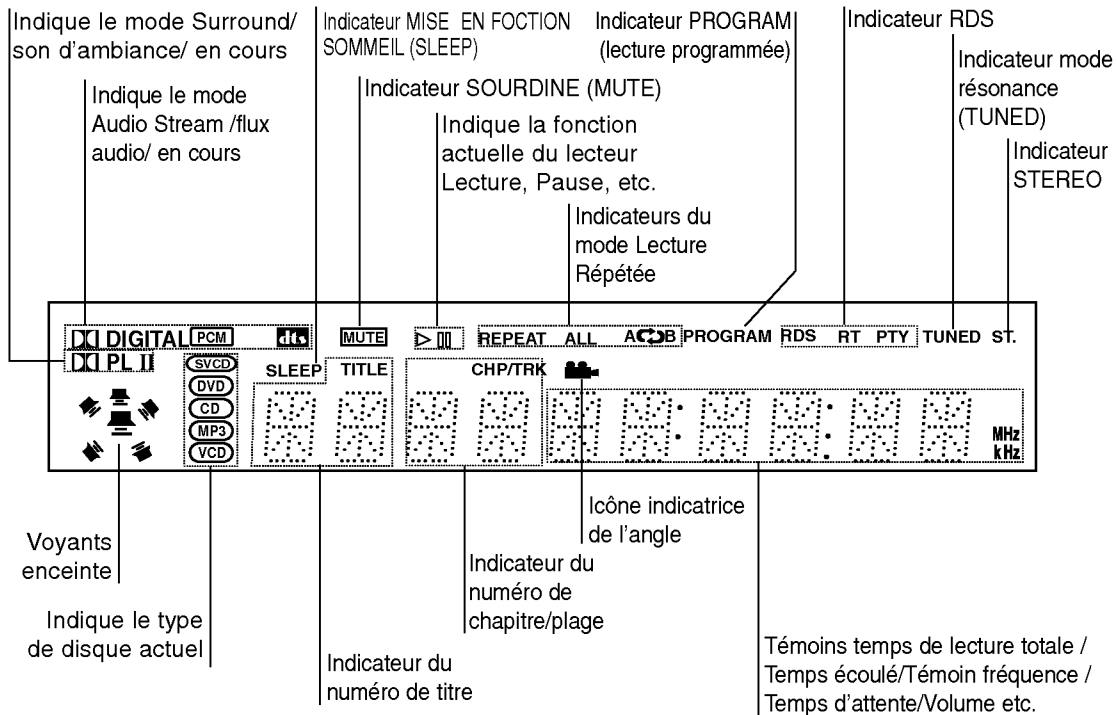 Indique le mode Surround/
son d'ambiance/ en cours
Indique le mode
Audio Stream /flux
audio/ en cours
Indicateur MISE EN FOCTION
SOMMEIL (SLEEP)
Indicateur SOURDINE (MUTE)
Indique la fonction
actuelle du lecteur
Lecture, Pause, etc.
Indicateurs du
mode Lecture
Répétée
Indicateur PROGRAM
(lecture programmée)
Indicateur RDS
Indicateur mode
résonance
(TUNED)
Indicateur
STEREO
DIGITAL PCM dts MUTE REPEAT ALL A B PROGRAM RDS RT PTY TUNED ST.
PL II
SVCD
DVD
CD
MP3
VCD
SLEEP TITLE CHP/TRK
MHz
kHz
Voyants
enceinte
Indique le type
de disque actuel
Indicateur du
numéro de titre
Indicateur du
numéro de
chapitre/plage
Icône indicatrice
de l'angle
Témoins temps de lecture totale /
Temps écoulé/Témoin fréquence /
Temps d'attente/Volume etc.